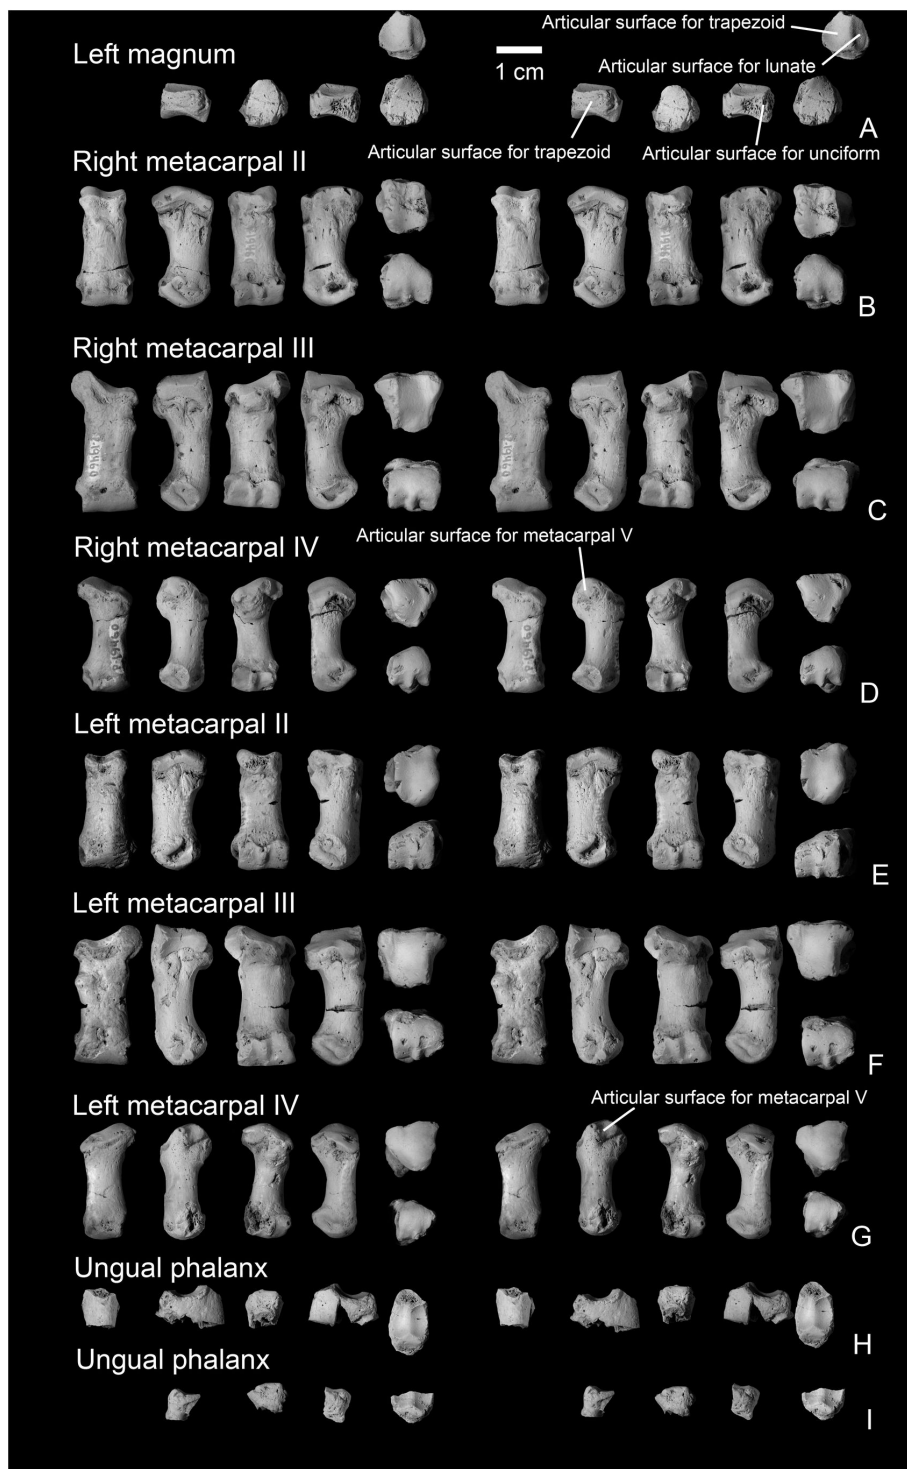 Articular surface for trapezoid
Left magnum
1 cm
Articular surface for lunate
A
Articular surface for trapezoid
Articular surface for unciform
Right metacarpal II
B
Right metacarpal III
C
Right metacarpal IV
Articular surface for metacarpal V
D
Left metacarpal II
E
Left metacarpal III
F
Left metacarpal IV
Articular surface for metacarpal V
G
Ungual phalanx
H
Ungual phalanx
I